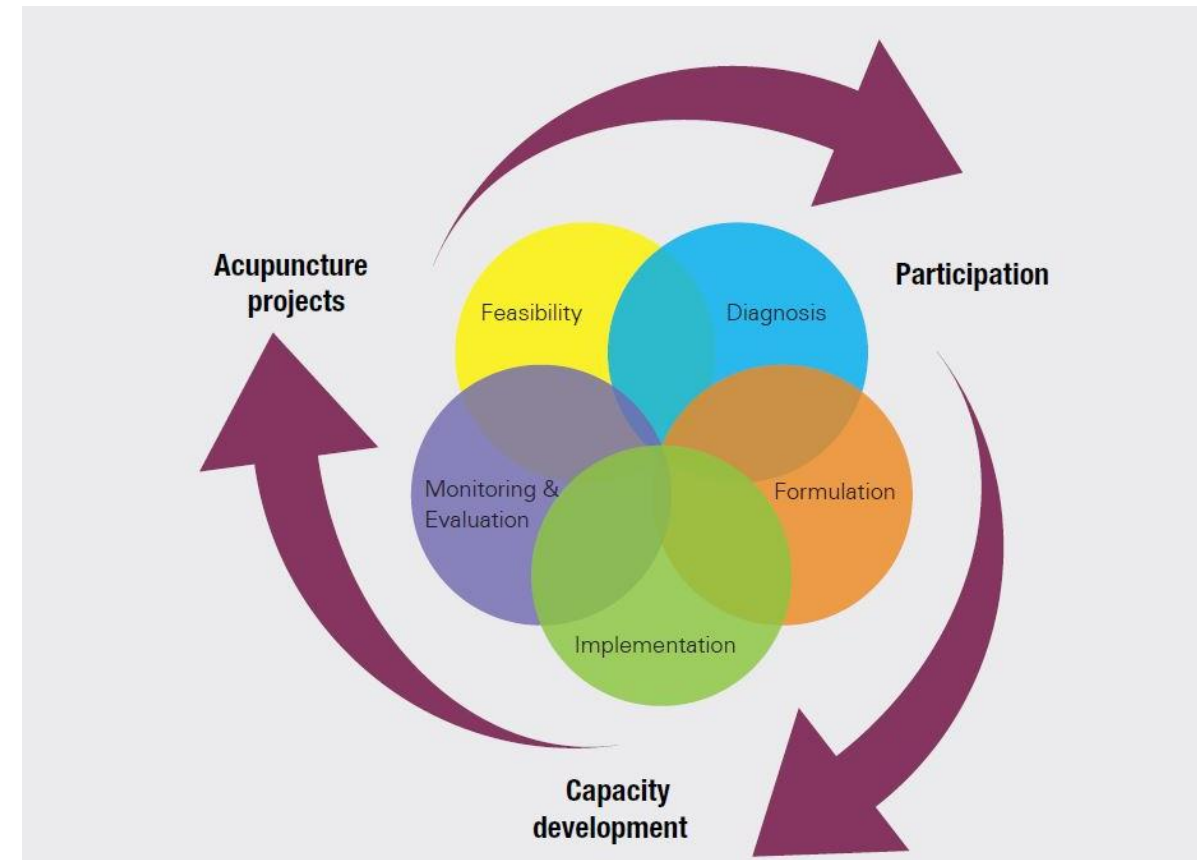 Acupuncture
projects
Participation
Feasibility
Diagnosis
Monitoring &
Evaluation
Formulation
Implementation
Capacity
development